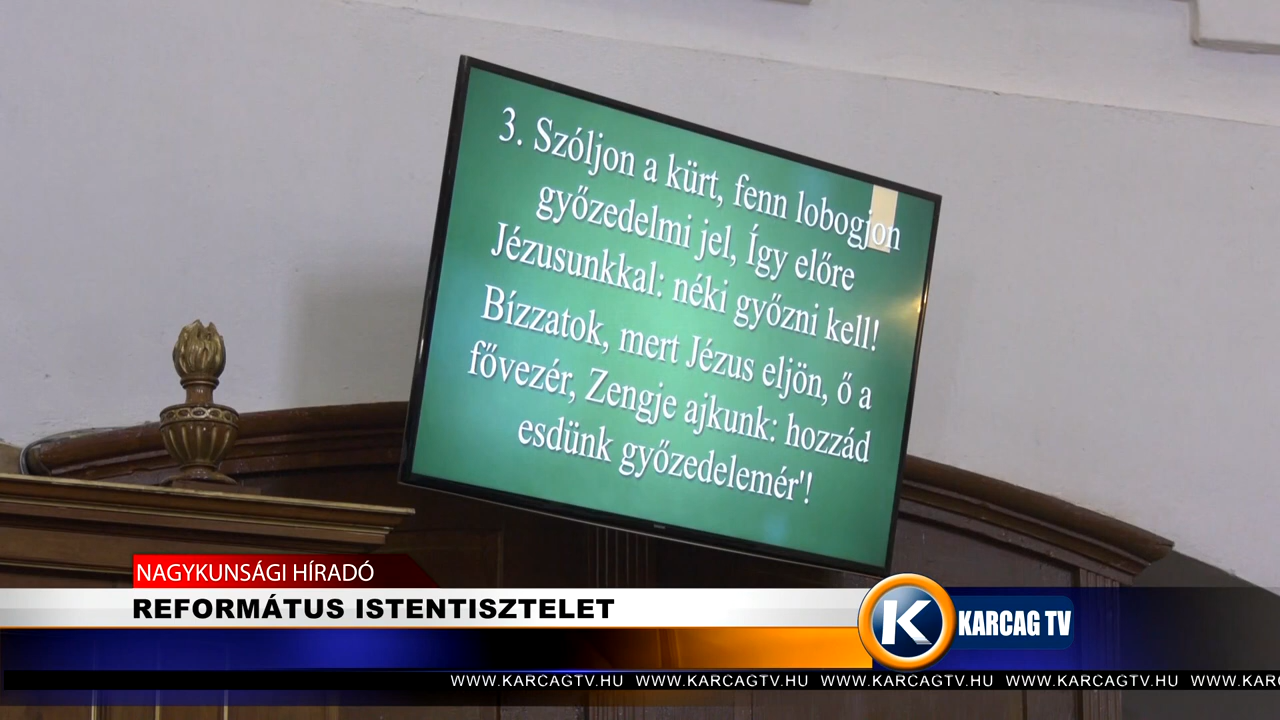 3. Szóljon a kürt, fenn lobogjon
győzedelmi jel, Így előre
Jézusunkkal: néki győzni kell!
Bízzatok, mert Jézus eljön, ő a
fővezér, Zengje ajkunk: hozzád
esdünk győzedelemér'!
NAGYKUNSÁGI HÍRADÓ
REFORMÁTUS ISTENTISZTELET
K KARCAG TV
WWW.KARCAGTV.HU WWW.KARCAGTV.HU WWW.KARCAGTV.HU WWW.KARCAGTV.HU WWW.KAR